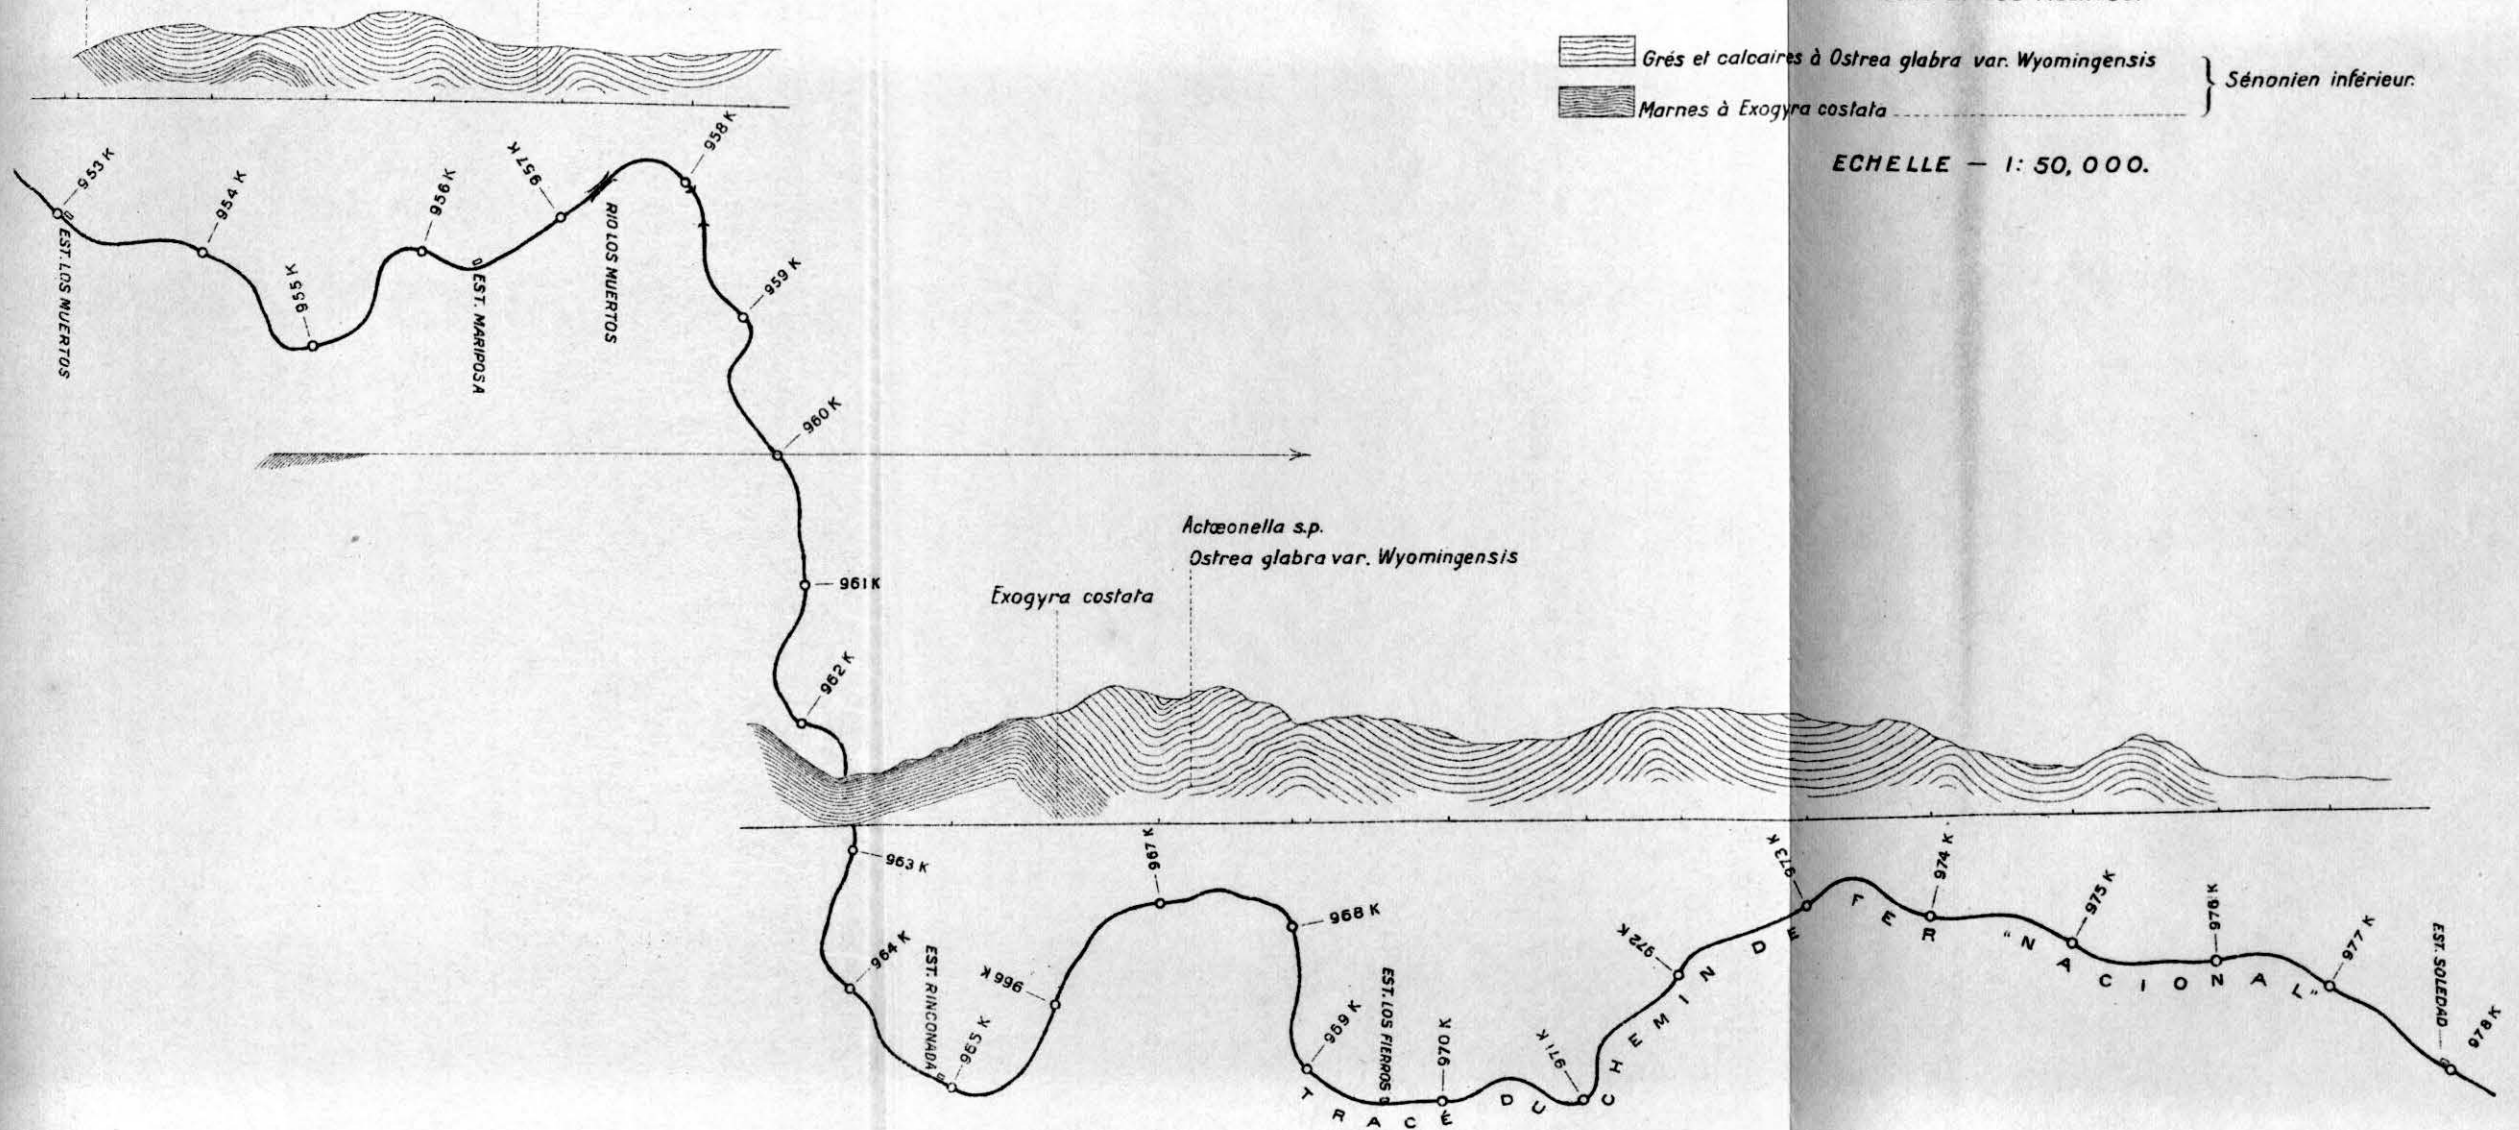 Grés et calcaires à Ostrea glabra var. Wyomingensis
Marnes à Exogyra costata
Sénonien inférieur.
ECHELLE — 1: 50,000.
953 K
954 K
955 K
956 K
957 K
958 K
EST. LOS MUERTOS
EST. MARIPOSA
RIO LOS MUERTOS
959 K
960 K
961 K
962 K
Actæonella s.p.
Ostrea glabra var. Wyomingensis
Exogyra costata
963 K
964 K
EST. RINCONADA
965 K
966 K
967 K
968 K
969 K
EST. LOS FIERROS
970 K
971 K
972 K
973 K
974 K
975 K
976 K
977 K
EST. SOLEDAD
978 K
TRACÉ DU CHEMIN DE FER "NACIONAL"